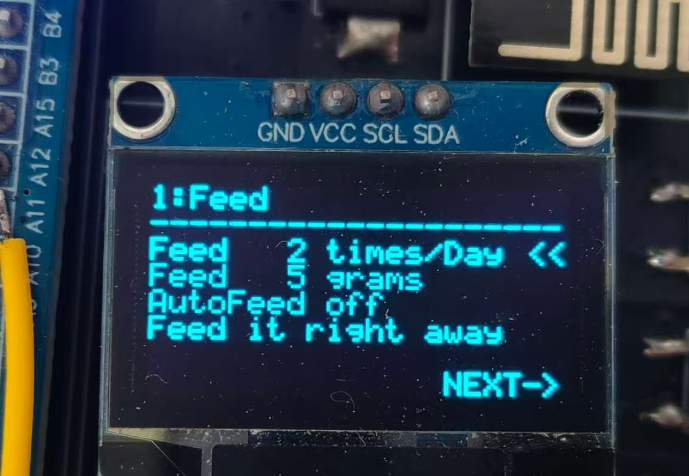 B4
B3
A15
A12
A11
A10
GND VCC SCL SDA
1:Feed
---------------------
Feed   2 times/Day <<
Feed   5 grams
AutoFeed off
Feed it right away
NEXT->